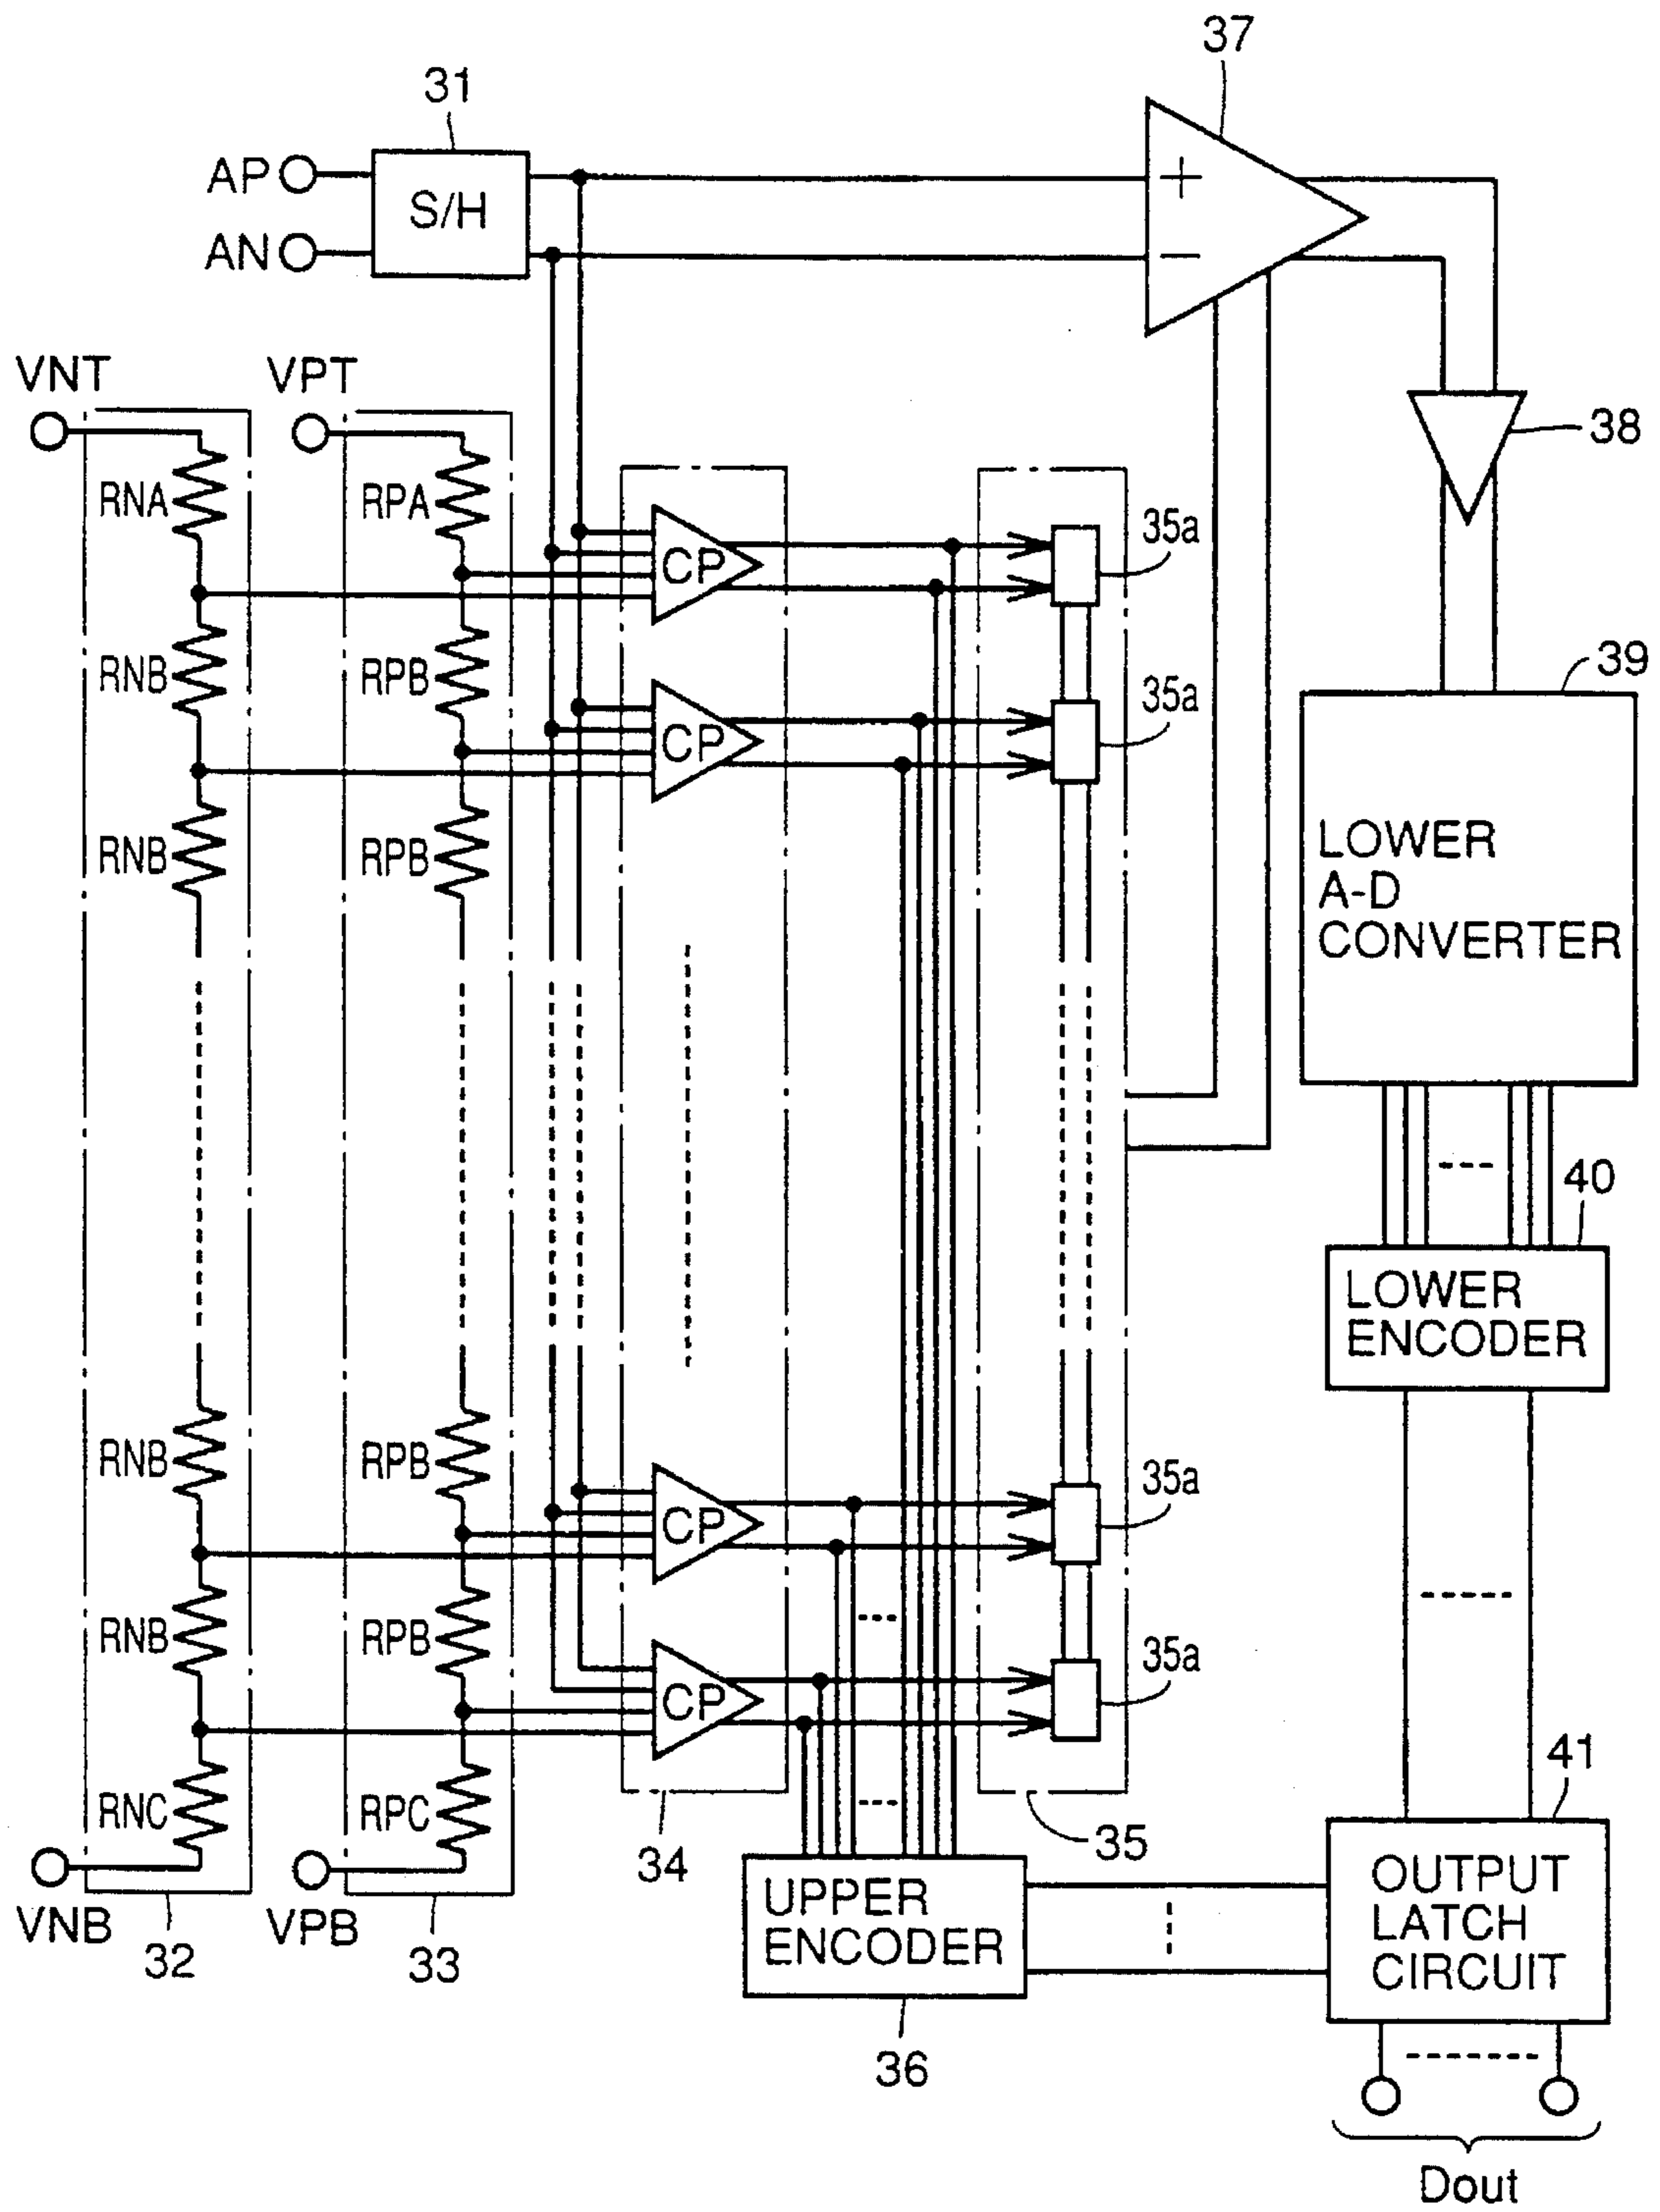 37
31
AP
S/H
+
AN
−
VNT
VPT
38
RNA
RPA
CP
35a
RNB
RPB
39
CP
35a
RNB
RPB
LOWER
A-D
CONVERTER
40
LOWER
ENCODER
RNB
RPB
CP
35a
RNB
RPB
CP
35a
41
RNC
RPC
34
35
VNB
32
VPB
33
UPPER
ENCODER
OUTPUT
LATCH
CIRCUIT
36
Dout